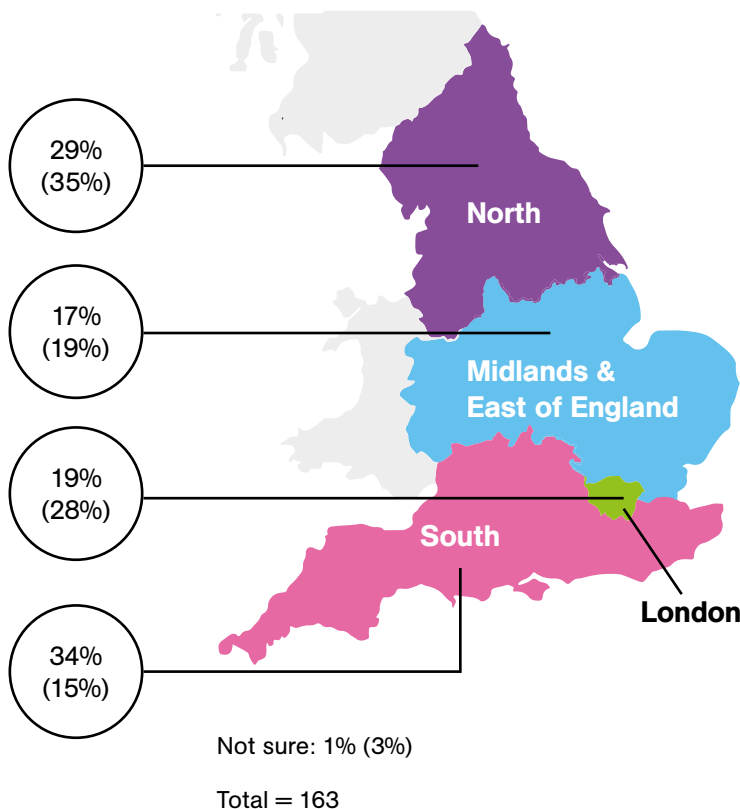 29%
(35%)
North
17%
(19%)
Midlands &
East of England
19%
(28%)
South
London
34%
(15%)
Not sure: 1% (3%)
Total = 163